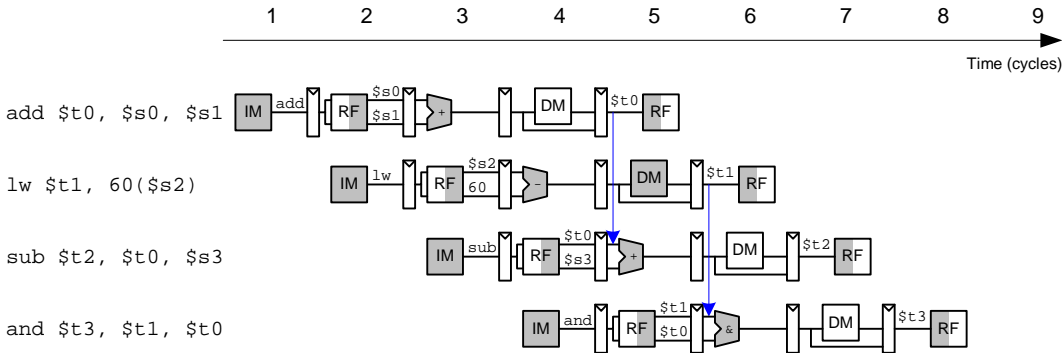 1 2 3 4 5 6 7 8 9
Time (cycles)
add $t0, $s0, $s1 IM add RF $s0 $s1 + DM $t0 RF
lw $t1, 60($s2) IM lw RF $s2 60 - DM $t1 RF
sub $t2, $t0, $s3 IM sub RF $t0 $s3 + DM $t2 RF
and $t3, $t1, $t0 IM and RF $t1 $t0 & DM $t3 RF